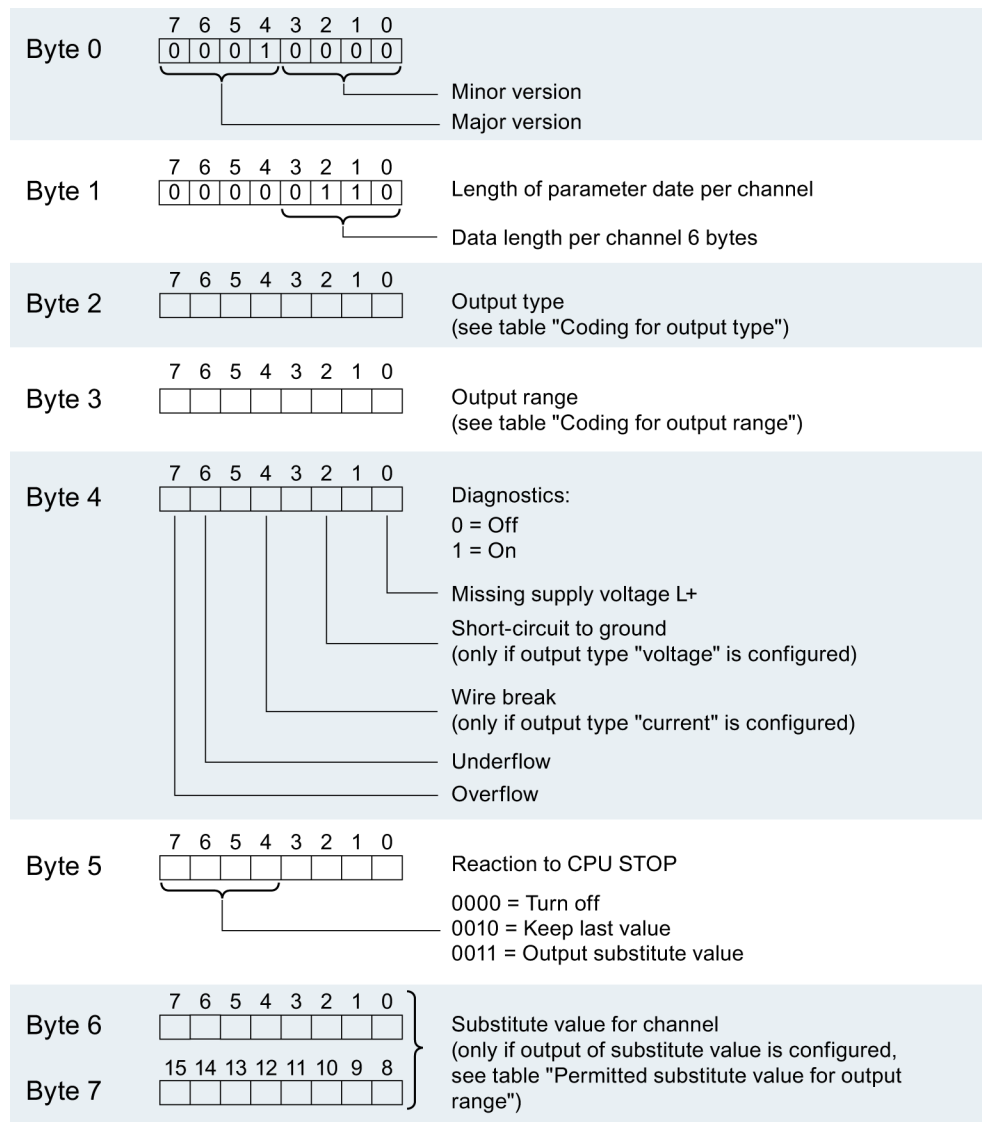 7 6 5 4 3 2 1 0
Byte 0
0 0 0 1 0 0 0 0
Minor version
Major version
7 6 5 4 3 2 1 0
Byte 1
0 0 0 0 0 1 1 0
Length of parameter date per channel
Data length per channel 6 bytes
7 6 5 4 3 2 1 0
Byte 2
Output type
(see table "Coding for output type")
7 6 5 4 3 2 1 0
Byte 3
Output range
(see table "Coding for output range")
7 6 5 4 3 2 1 0
Byte 4
Diagnostics:
0 = Off
1 = On
Missing supply voltage L+
Short-circuit to ground
(only if output type "voltage" is configured)
Wire break
(only if output type "current" is configured)
Underflow
Overflow
7 6 5 4 3 2 1 0
Byte 5
Reaction to CPU STOP
0000 = Turn off
0010 = Keep last value
0011 = Output substitute value
7 6 5 4 3 2 1 0
Byte 6
Substitute value for channel
(only if output of substitute value is configured,
see table "Permitted substitute value for output
range")
15 14 13 12 11 10 9 8
Byte 7